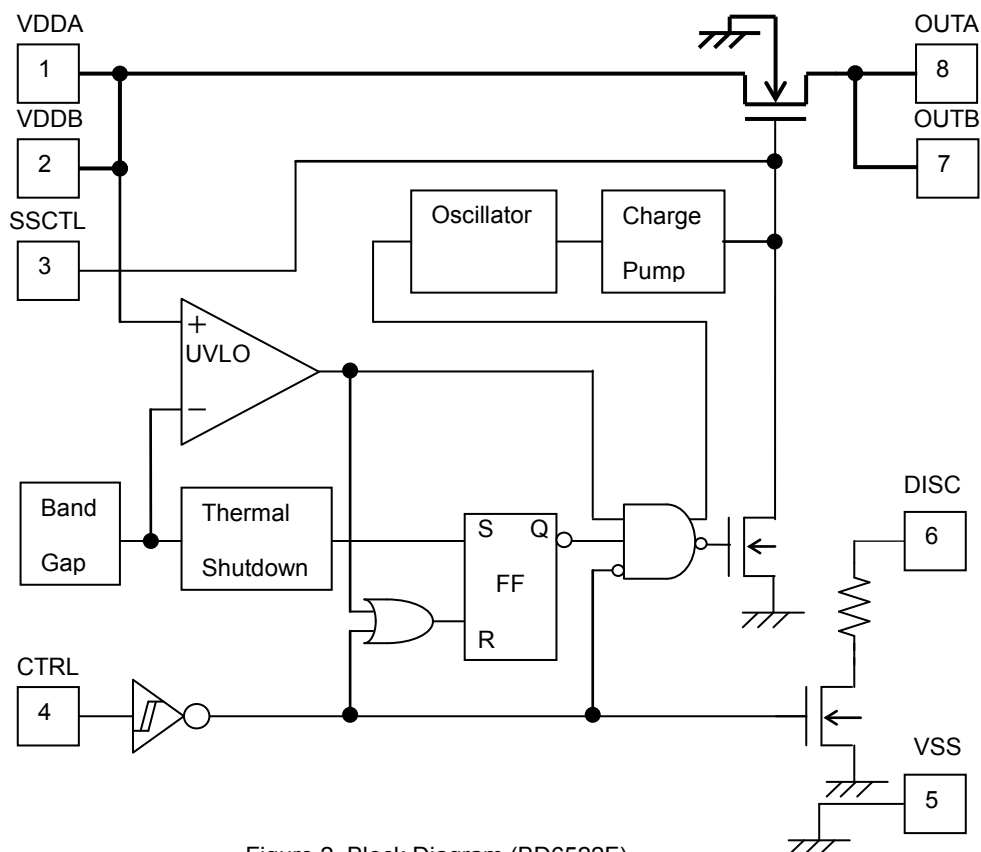 VDDA
1
VDDB
2
SSCTL
3
OUTA
8
OUTB
7
Oscillator
Charge
Pump
+
UVLO
−
Band
Gap
Thermal
Shutdown
S Q
FF
R
DISC
6
CTRL
4
VSS
5